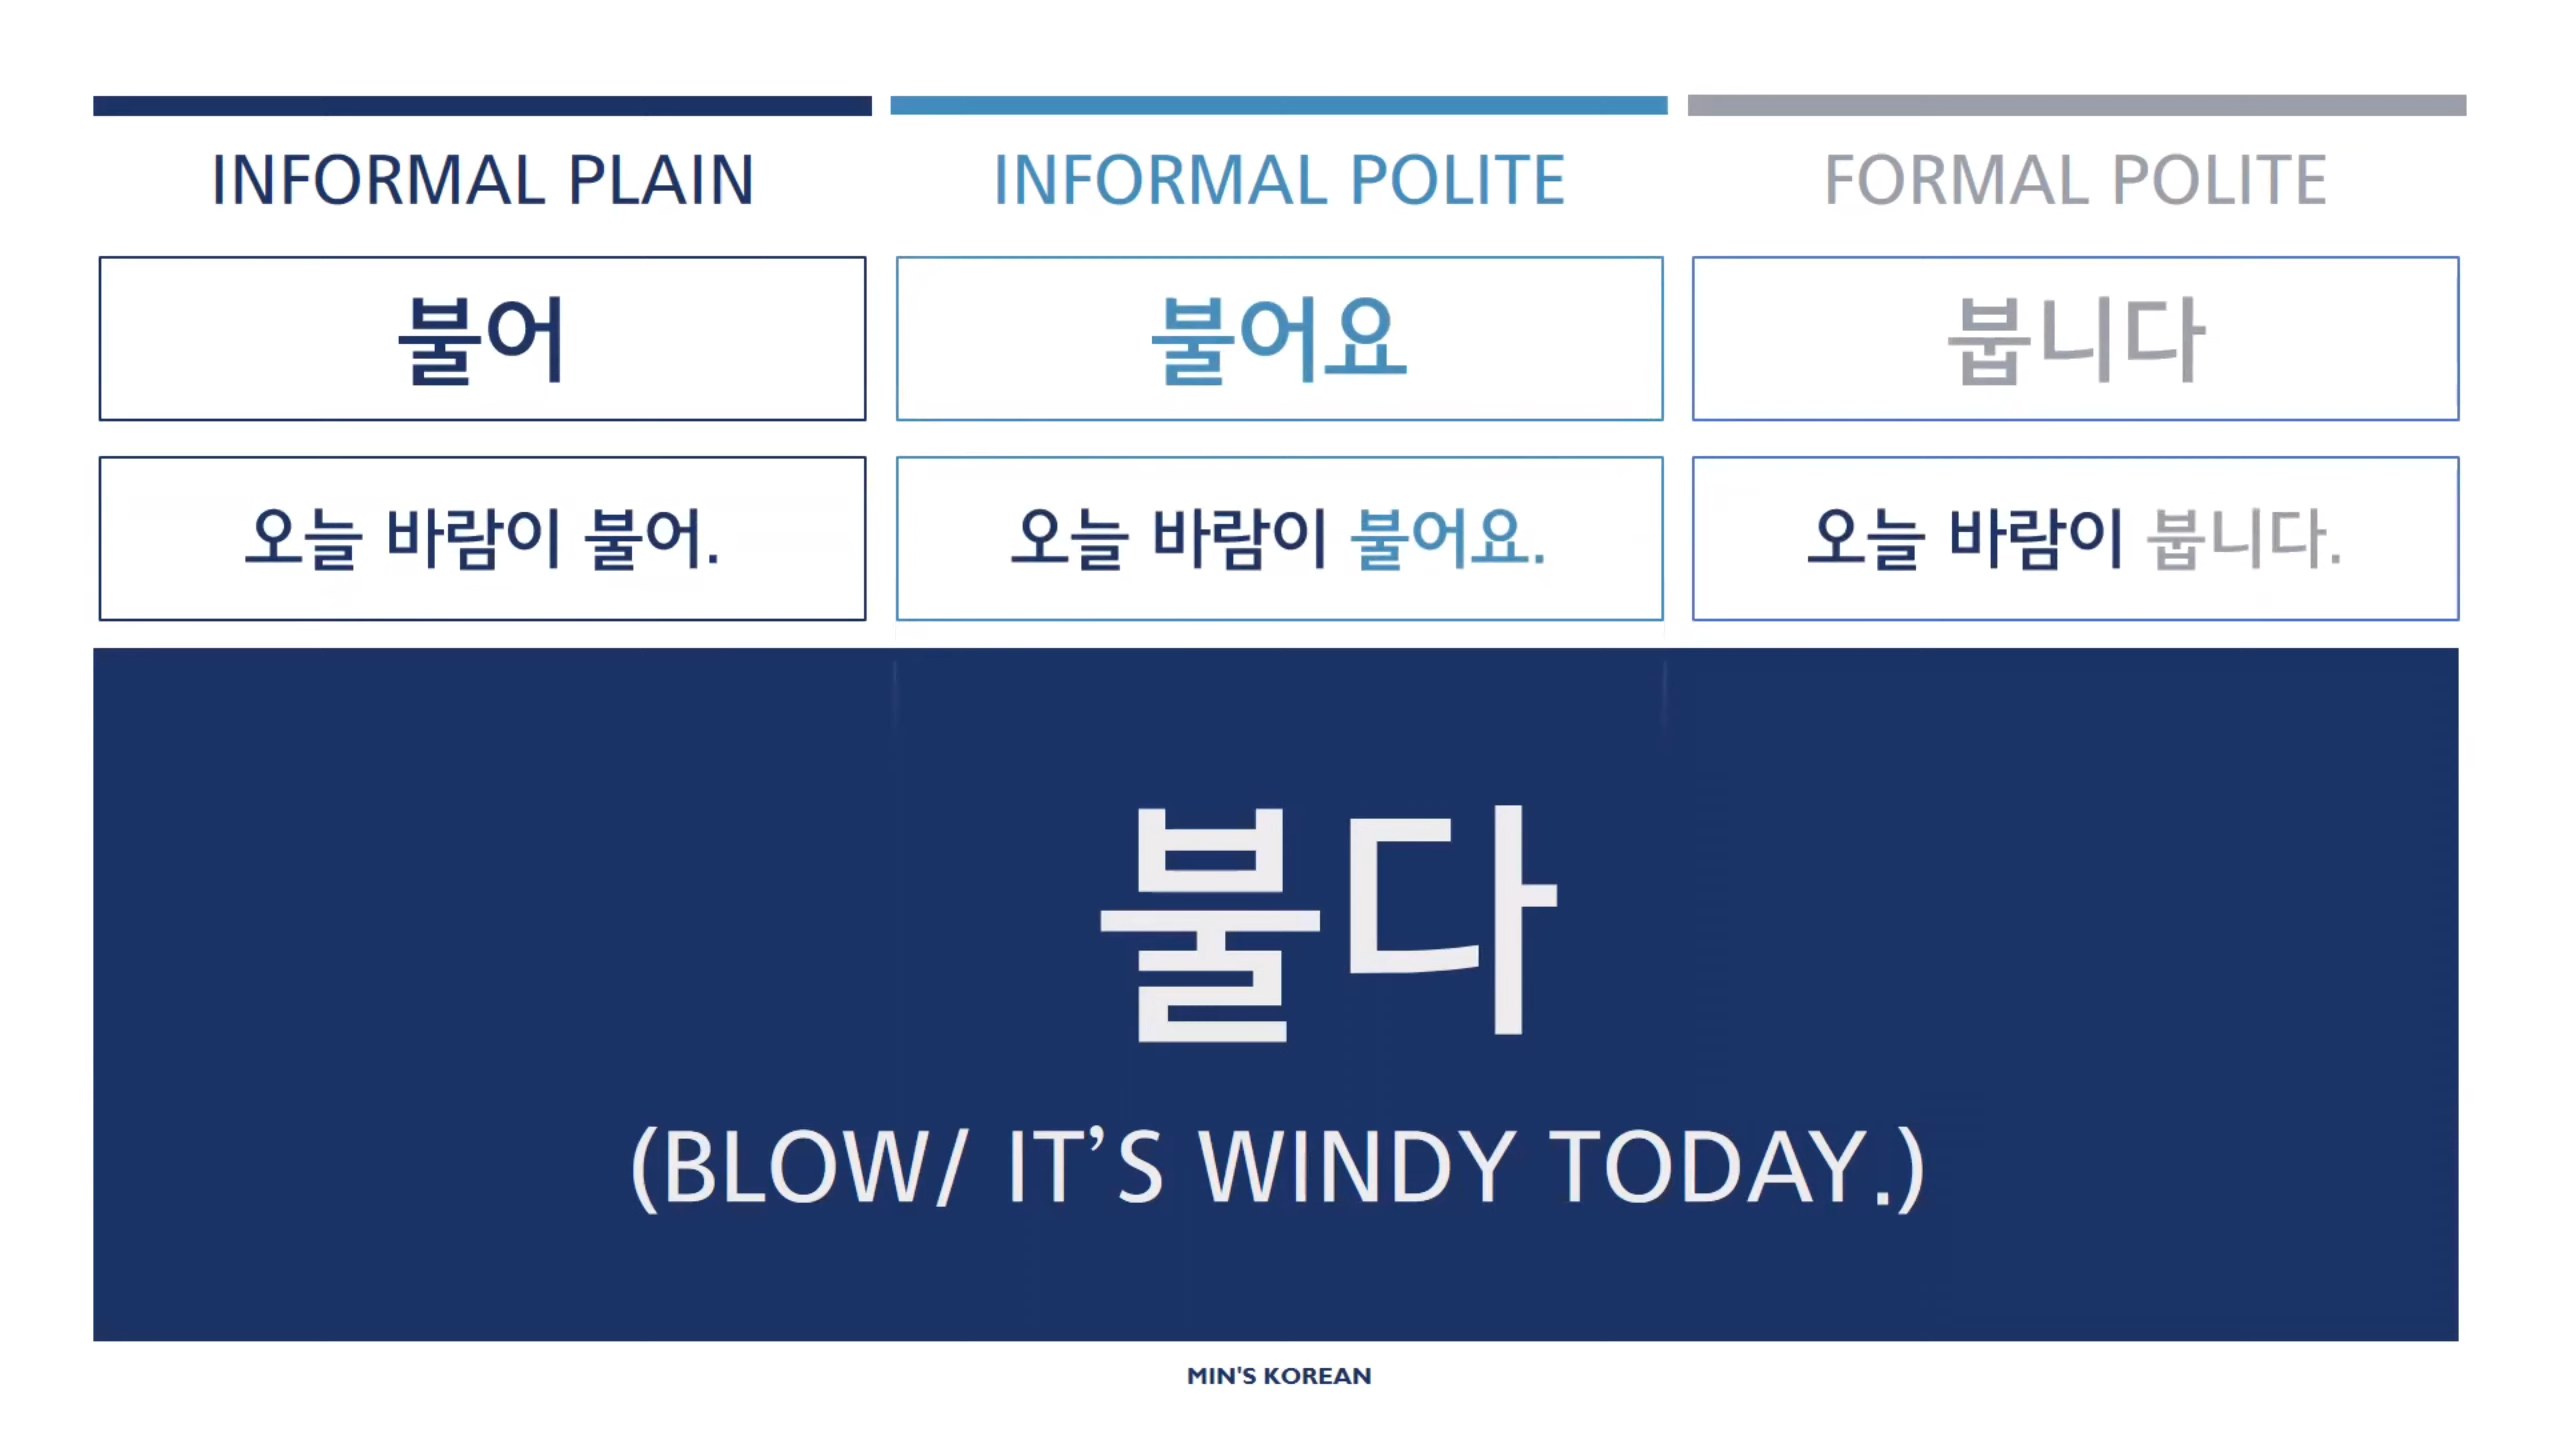 INFORMAL PLAIN
INFORMAL POLITE
FORMAL POLITE
불어
불어요
붑니다
오늘 바람이 불어.
오늘 바람이 불어요.
오늘 바람이 붑니다.
불다
(BLOW/ IT’S WINDY TODAY.)
MIN'S KOREAN